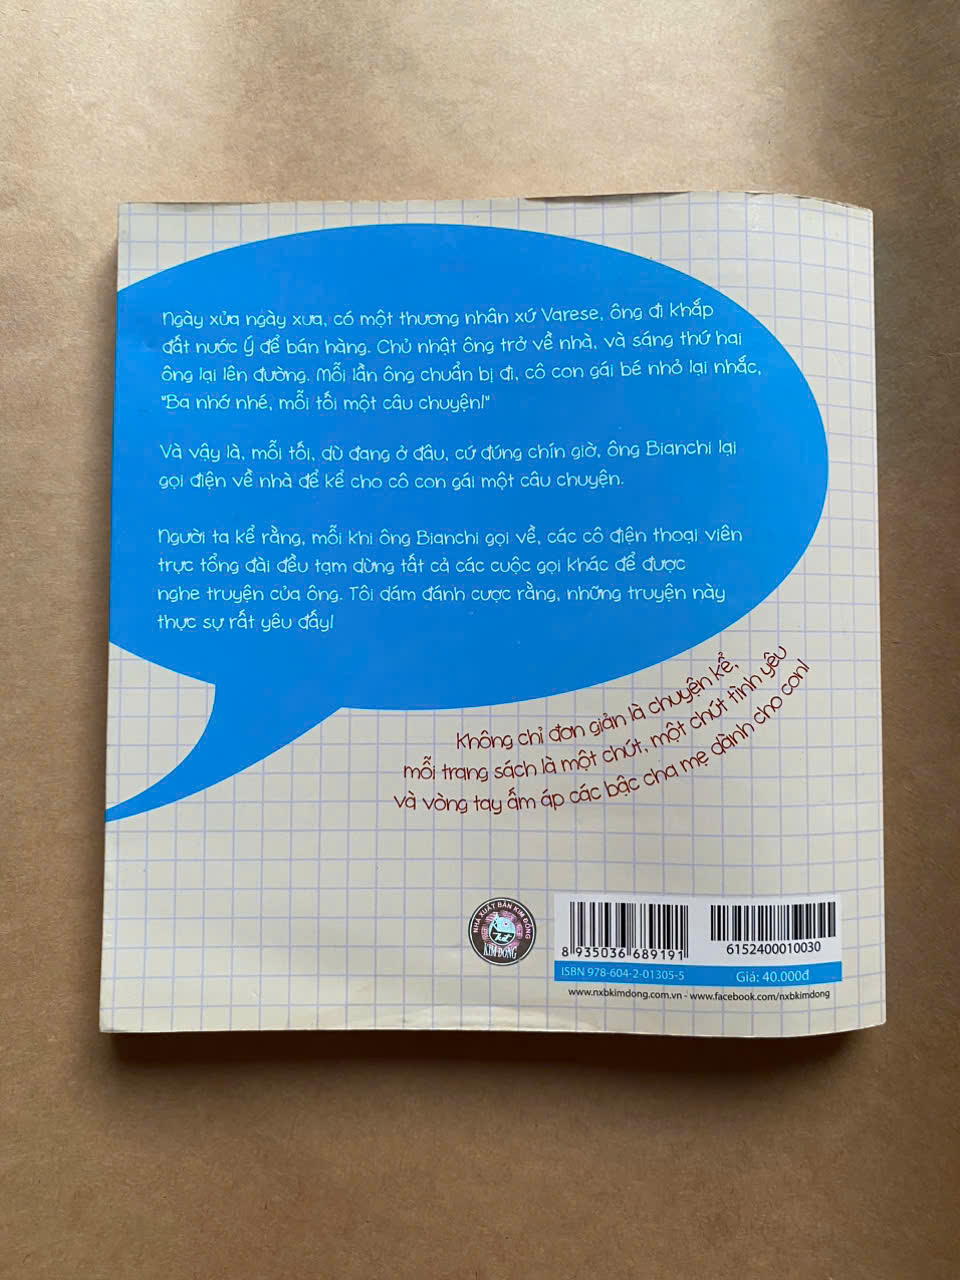 Ngày xửa ngày xưa, có một thương nhân xứ Varese, ông đi khắp
đất nước Ý để bán hàng. Chủ nhật ông trở về nhà, và sáng thứ hai
ông lại lên đường. Mỗi lần ông chuẩn bị đi, cô con gái bé nhỏ lại nhắc,
"Ba nhớ nhé, mỗi tối một câu chuyện!"
Và vậy là, mỗi tối, dù đang ở đâu, cứ đúng chín giờ, ông Bianchi lại
gọi điện về nhà để kể cho cô con gái một câu chuyện.
Người ta kể rằng, mỗi khi ông Bianchi gọi về, các cô điện thoại viên
trực tổng đài đều tạm dừng tất cả các cuộc gọi khác để được
nghe truyện của ông. Tôi dám đánh cược rằng, những truyện này
thực sự rất yêu đấy!
Không chỉ đơn giản là chuyện kể,
mỗi trang sách là một chút, một chút tình yêu
và vòng tay ấm áp các bậc cha mẹ dành cho con!
NHÀ XUẤT BẢN KIM ĐỒNG
KIM ĐỒNG
8 935036 689191
6152400010030
ISBN 978-604-2-01305-5
Giá: 40.000đ
www.nxbkimdong.com.vn - www.facebook.com/nxbkimdong